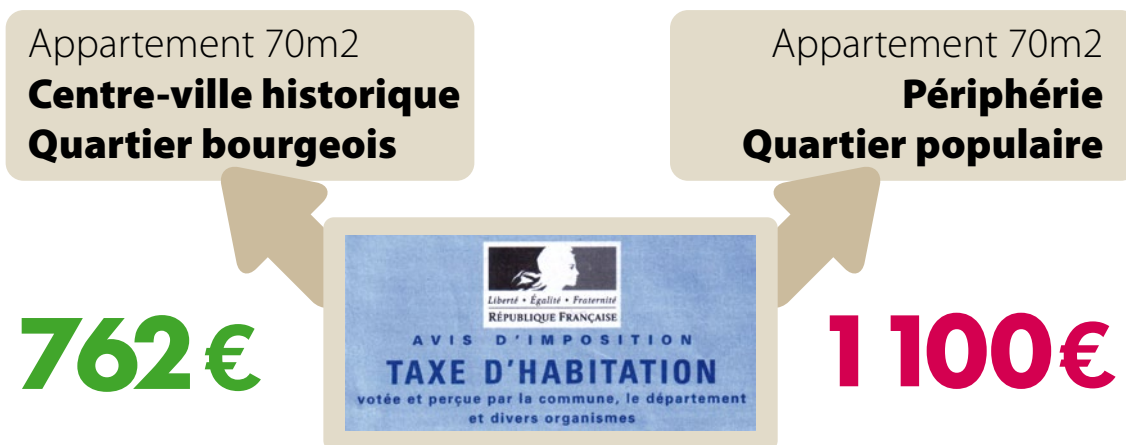 Appartement 70m2
Centre-ville historique
Quartier bourgeois
Appartement 70m2
Périphérie
Quartier populaire
762 €
Liberté • Égalité • Fraternité
RÉPUBLIQUE FRANÇAISE
AVIS D'IMPOSITION
TAXE D'HABITATION
votée et perçue par la commune, le département
et divers organismes
1 100 €